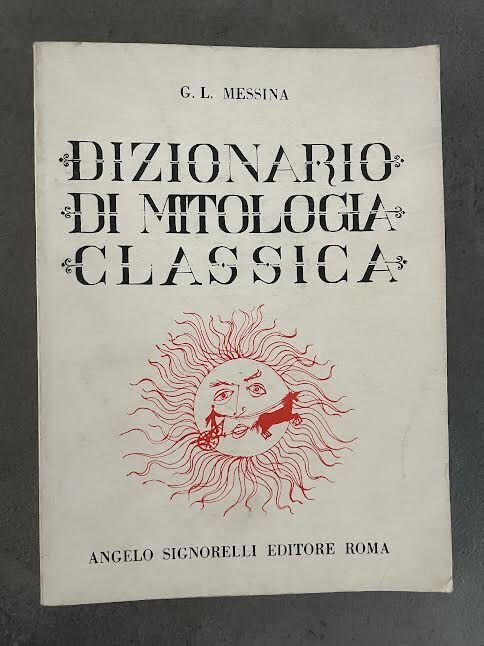 G. L. MESSINA
DIZIONARIO
DI MITOLOGIA
CLASSICA
ANGELO SIGNORELLI EDITORE ROMA